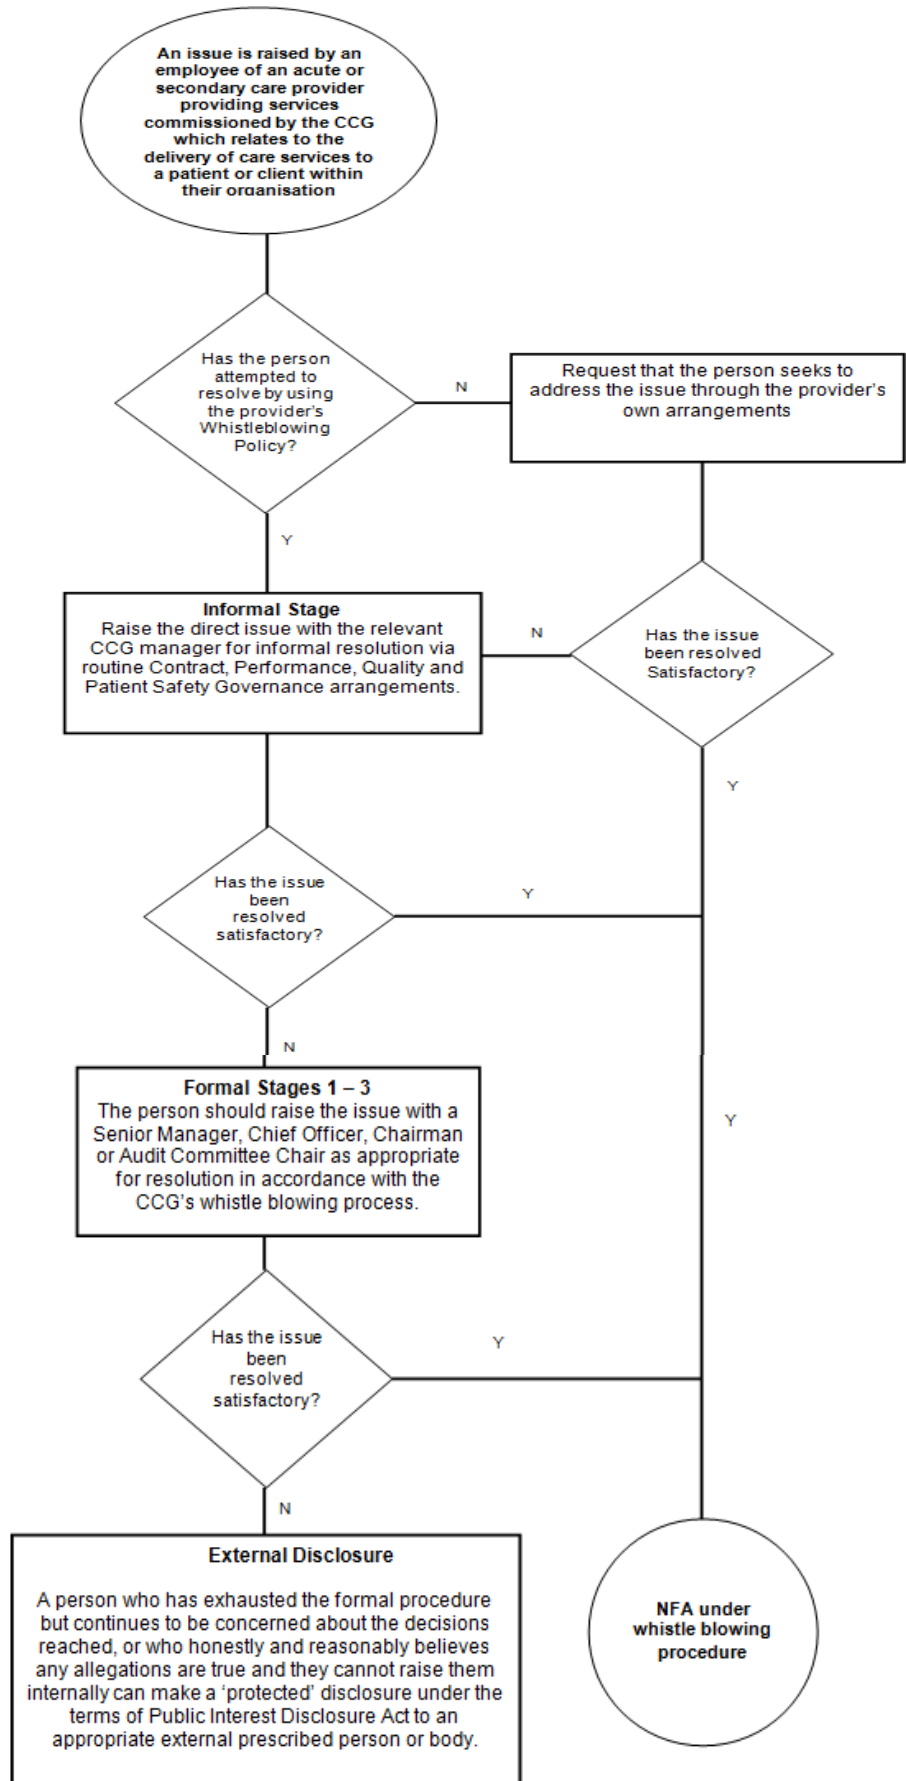 An issue is raised by an
employee of an acute or
secondary care provider
providing services
commissioned by the CCG
which relates to the
delivery of care services to
a patient or client within
their organisation
Has the person
attempted to
resolve by using
the provider's
Whistleblowing
Policy?
N
Request that the person seeks to
address the issue through the provider's
own arrangements
Y
Informal Stage
Raise the direct issue with the relevant
CCG manager for informal resolution via
routine Contract, Performance, Quality and
Patient Safety Governance arrangements.
N
Has the issue
been resolved
Satisfactory?
Y
Has the issue
been
resolved
satisfactory?
Y
N
Formal Stages 1 – 3
The person should raise the issue with a
Senior Manager, Chief Officer, Chairman
or Audit Committee Chair as appropriate
for resolution in accordance with the
CCG's whistle blowing process.
Y
Has the issue
been
resolved
satisfactory?
Y
N
External Disclosure
A person who has exhausted the formal procedure
but continues to be concerned about the decisions
reached, or who honestly and reasonably believes
any allegations are true and they cannot raise them
internally can make a ‘protected’ disclosure under the
terms of Public Interest Disclosure Act to an
appropriate external prescribed person or body.
NFA under
whistle blowing
procedure